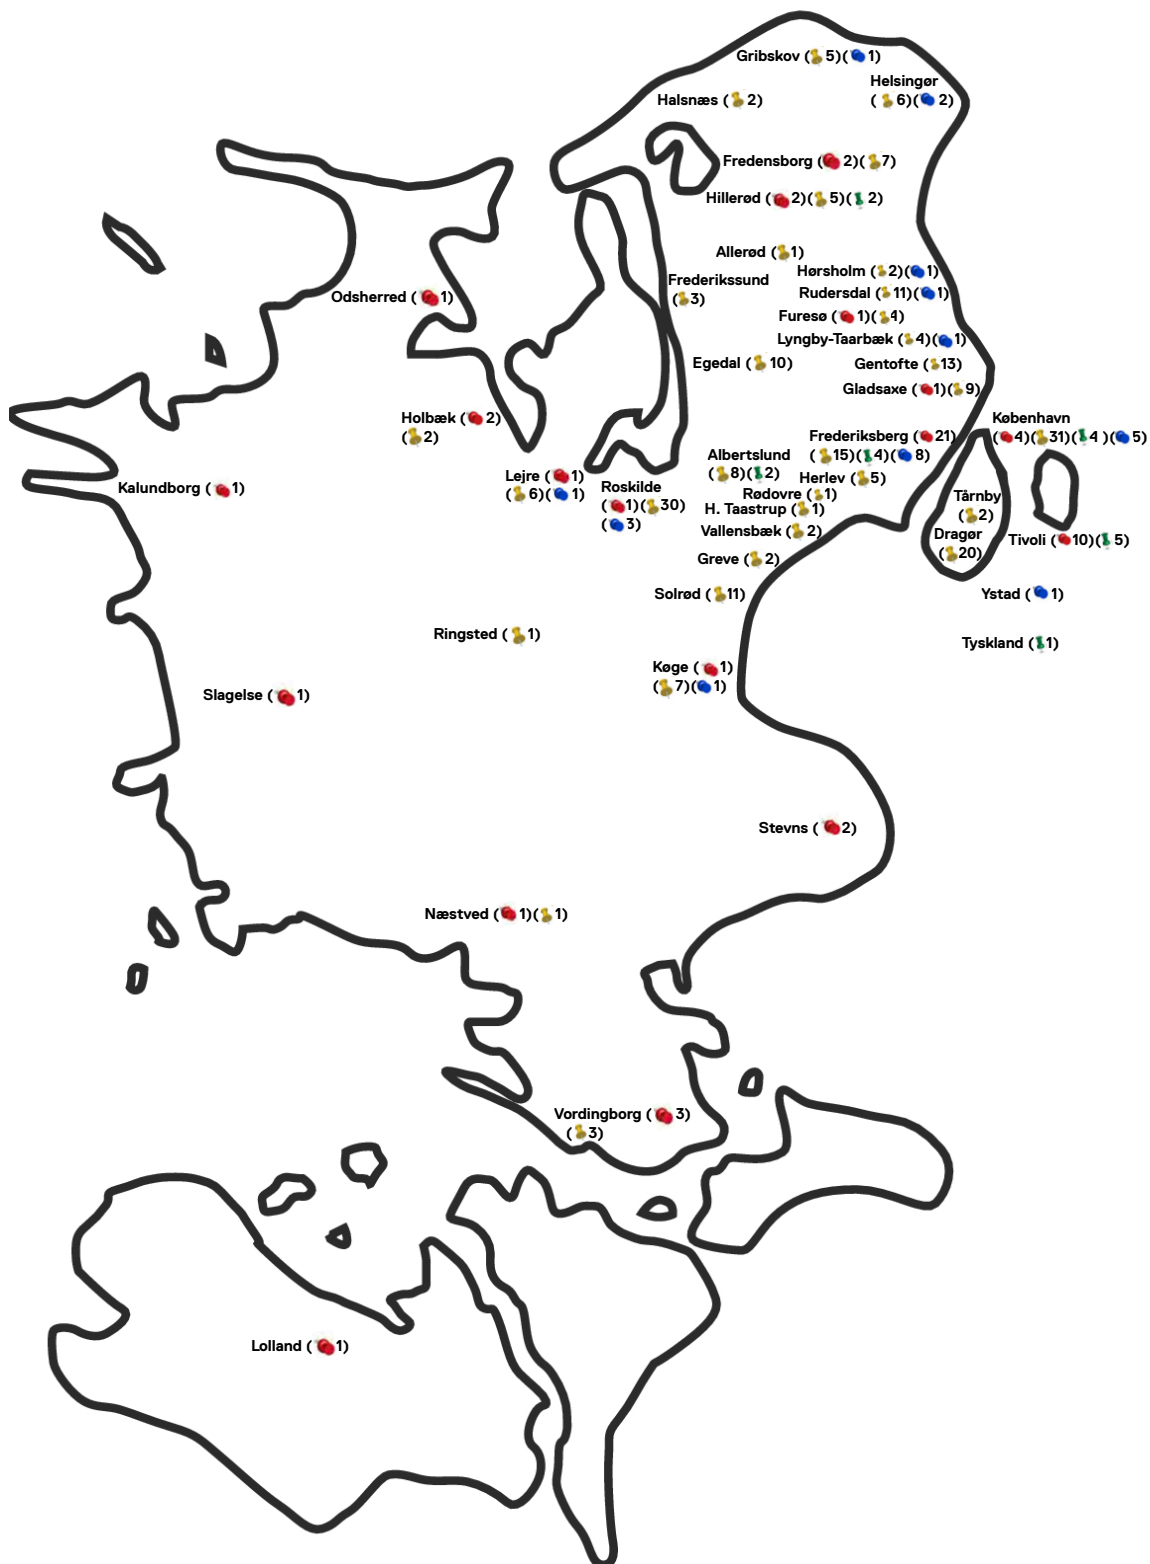 Gribskov (5)(1)
Helsingør
(6)(2)
Halsnæs (2)
Fredensborg (2)(7)
Hillerød (2)(5)(2)
Allerød (1)
Hørsholm (2)(1)
Frederikssund
(3)
Rudersdal (11)(1)
Odsherred (1)
Furesø (1)(4)
Lyngby-Taarbæk (4)(1)
Egedal (10)
Gentofte (13)
Gladsaxe (1)(9)
Holbæk (2)
(2)
København
(4)(31)(4 )(5)
Frederiksberg (21)
(15)(4)(8)
Albertslund
(8)(2)
Herlev (5)
Lejre (1)
(6)(1)
Roskilde
(1)(30)
(3)
Kalundborg (1)
Rødovre (1)
H. Taastrup (1)
Tårnby
(2)
Vallensbæk (2)
Dragør
(20)
Tivoli (10)(5)
Greve (2)
Solrød (11)
Ystad (1)
Ringsted (1)
Tyskland (1)
Køge (1)
(7)(1)
Slagelse (1)
Stevns (2)
Næstved (1)(1)
Vordingborg (3)
(3)
Lolland (1)